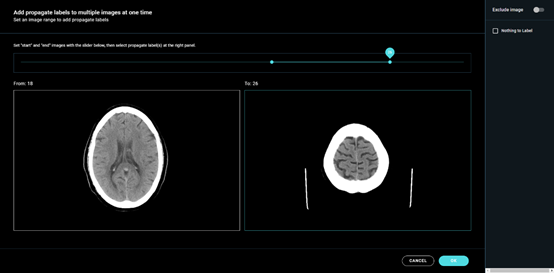 Add propagate labels to multiple images at one time
Set an image range to add to propagate labels
Set "start" and "end" images with the slider below, then select propagate label(s) at the right panel.
From: 18
To: 26
CANCEL
OK
Exclude image
Nothing to Label